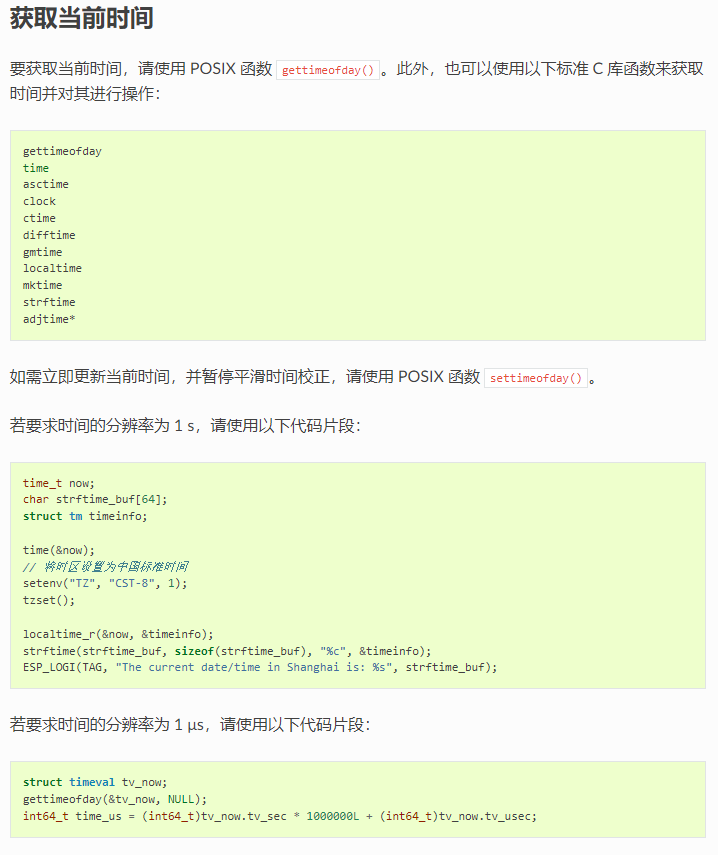 获取当前时间
要获取当前时间，请使用 POSIX 函数 gettimeofday()。此外，也可以使用以下标准 C 库函数来获取
时间并对其进行操作：
gettimeofday
time
asctime
clock
ctime
difftime
gmtime
localtime
mktime
strftime
adjtime*
如需立即更新当前时间，并暂停平滑时间校正，请使用 POSIX 函数 settimeofday()。
若要求时间的分辨率为 1 s，请使用以下代码片段：
time_t now;
char strftime_buf[64];
struct tm timeinfo;
time(&now);
// 将时区设置为中国标准时间
setenv("TZ", "CST-8", 1);
tzset();
localtime_r(&now, &timeinfo);
strftime(strftime_buf, sizeof(strftime_buf), "%c", &timeinfo);
ESP_LOGI(TAG, "The current date/time in Shanghai is: %s", strftime_buf);
若要求时间的分辨率为 1 μs，请使用以下代码片段：
struct timeval tv_now;
gettimeofday(&tv_now, NULL);
int64_t time_us = (int64_t)tv_now.tv_sec * 1000000L + (int64_t)tv_now.tv_usec;